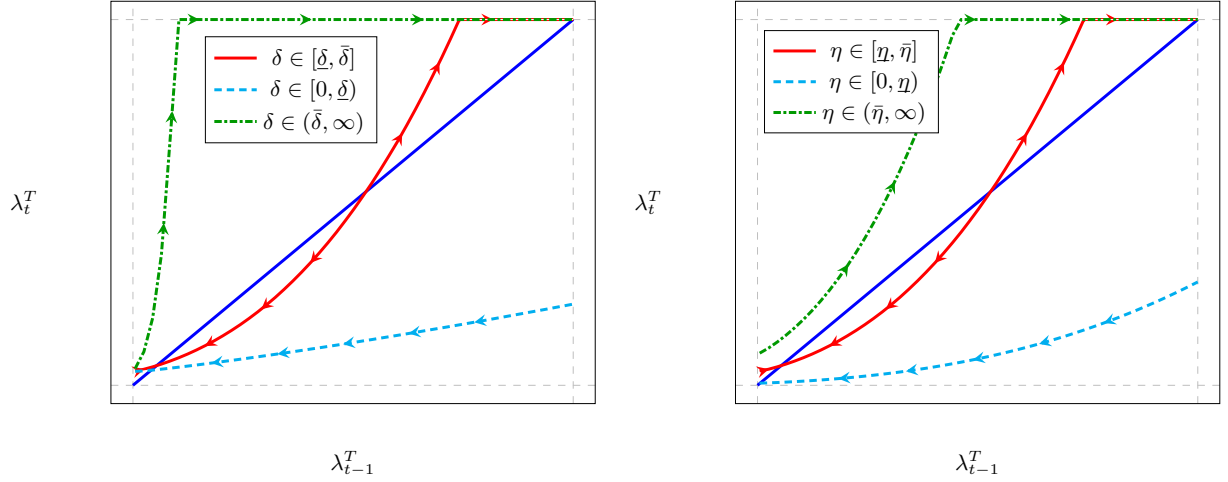 δ ∈ [δ̲, δ̄]
δ ∈ [0, δ̲)
δ ∈ (δ̄, ∞)
λ_t^T
λ_{t−1}^T
η ∈ [η̲, η̄]
η ∈ [0, η̲)
η ∈ (η̄, ∞)
λ_t^T
λ_{t−1}^T